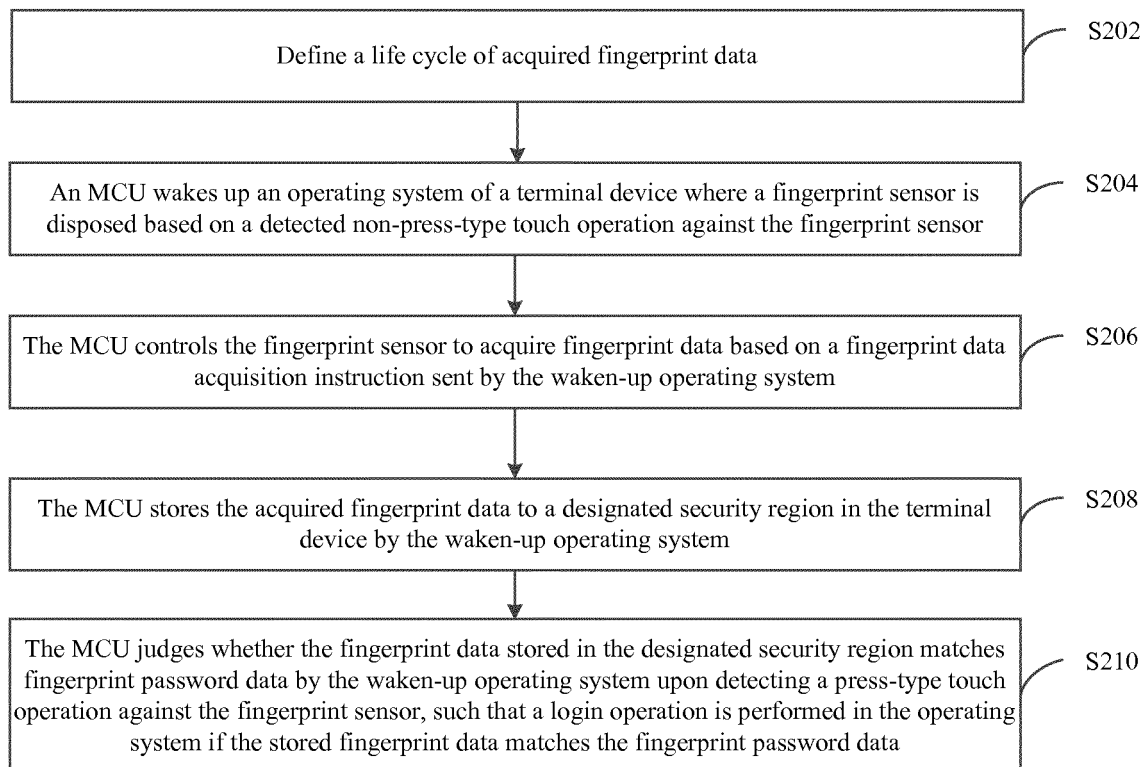 Define a life cycle of acquired fingerprint data
S202
An MCU wakes up an operating system of a terminal device where a fingerprint sensor is
disposed based on a detected non-press-type touch operation against the fingerprint sensor
S204
The MCU controls the fingerprint sensor to acquire fingerprint data based on a fingerprint data
acquisition instruction sent by the waken-up operating system
S206
The MCU stores the acquired fingerprint data to a designated security region in the terminal
device by the waken-up operating system
S208
The MCU judges whether the fingerprint data stored in the designated security region matches
fingerprint password data by the waken-up operating system upon detecting a press-type touch
operation against the fingerprint sensor, such that a login operation is performed in the operating
system if the stored fingerprint data matches the fingerprint password data
S210